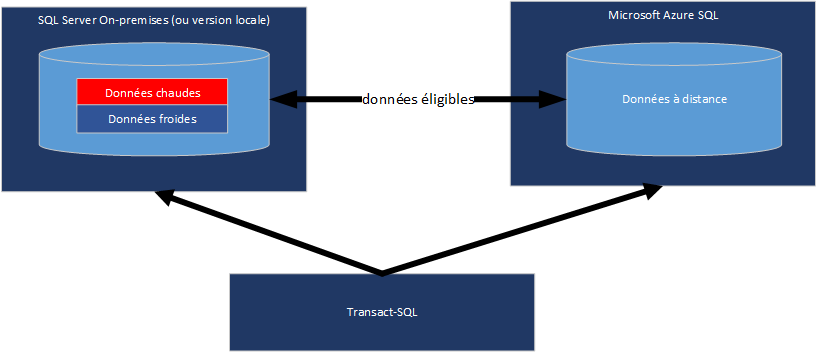 SQL Server On-premises (ou version locale)
Microsoft Azure SQL
Données chaudes
Données froides
données éligibles
Données à distance
Transact-SQL